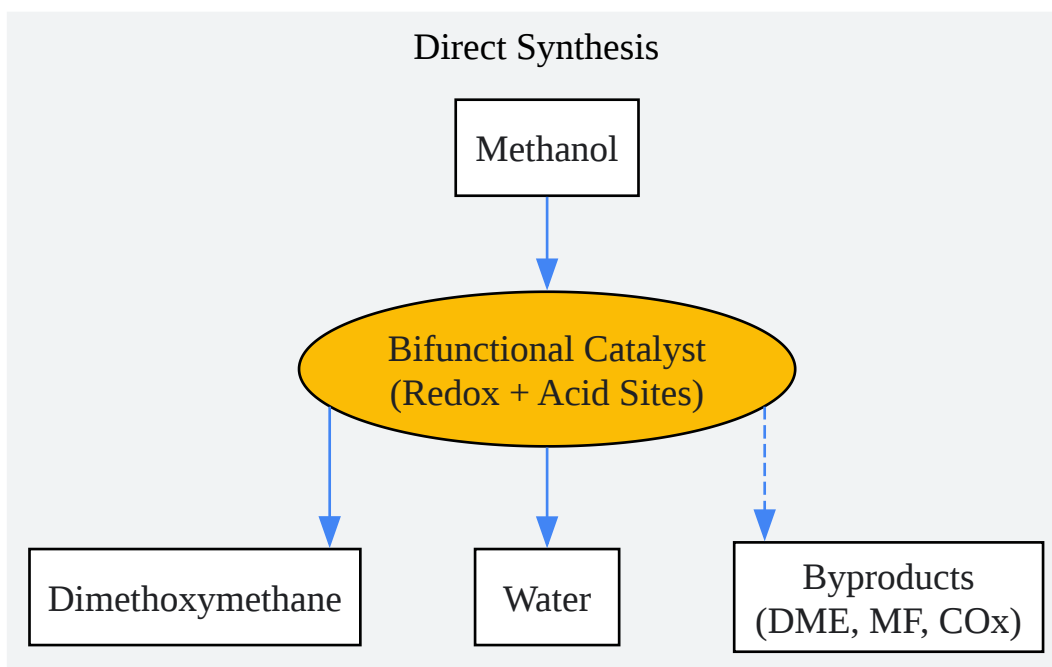 Direct Synthesis
Methanol
Bifunctional Catalyst
(Redox + Acid Sites)
Dimethoxymethane
Water
Byproducts
(DME, MF, COx)